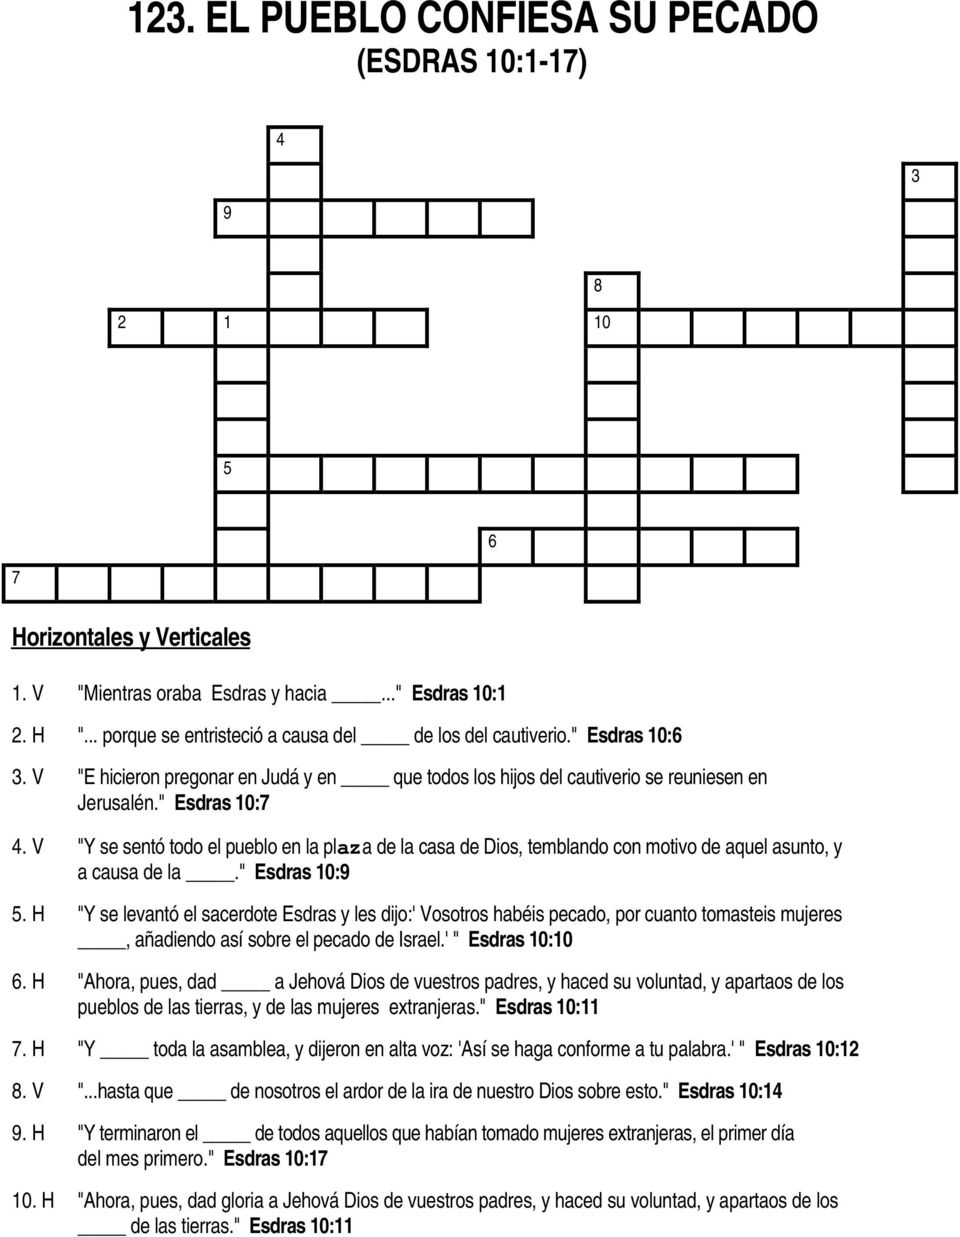 123. EL PUEBLO CONFIESA SU PECADO
(ESDRAS 10:1-17)
4
3
9
8
2 1 10
5
6
7
Horizontales y Verticales
1. V "Mientras oraba Esdras y hacia _____..." Esdras 10:1
2. H "... porque se entristeció a causa del _____ de los del cautiverio." Esdras 10:6
3. V "E hicieron pregonar en Judá y en _____ que todos los hijos del cautiverio se reuniesen en
Jerusalén." Esdras 10:7
4. V "Y se sentó todo el pueblo en la plaza de la casa de Dios, temblando con motivo de aquel asunto, y
a causa de la _____." Esdras 10:9
5. H "Y se levantó el sacerdote Esdras y les dijo:' Vosotros habéis pecado, por cuanto tomasteis mujeres
_____, añadiendo así sobre el pecado de Israel.' " Esdras 10:10
6. H "Ahora, pues, dad _____ a Jehová Dios de vuestros padres, y haced su voluntad, y apartaos de los
pueblos de las tierras, y de las mujeres extranjeras." Esdras 10:11
7. H "Y _____ toda la asamblea, y dijeron en alta voz: 'Así se haga conforme a tu palabra.' " Esdras 10:12
8. V "...hasta que _____ de nosotros el ardor de la ira de nuestro Dios sobre esto." Esdras 10:14
9. H "Y terminaron el _____ de todos aquellos que habían tomado mujeres extranjeras, el primer día
del mes primero." Esdras 10:17
10. H "Ahora, pues, dad gloria a Jehová Dios de vuestros padres, y haced su voluntad, y apartaos de los
_____ de las tierras." Esdras 10:11